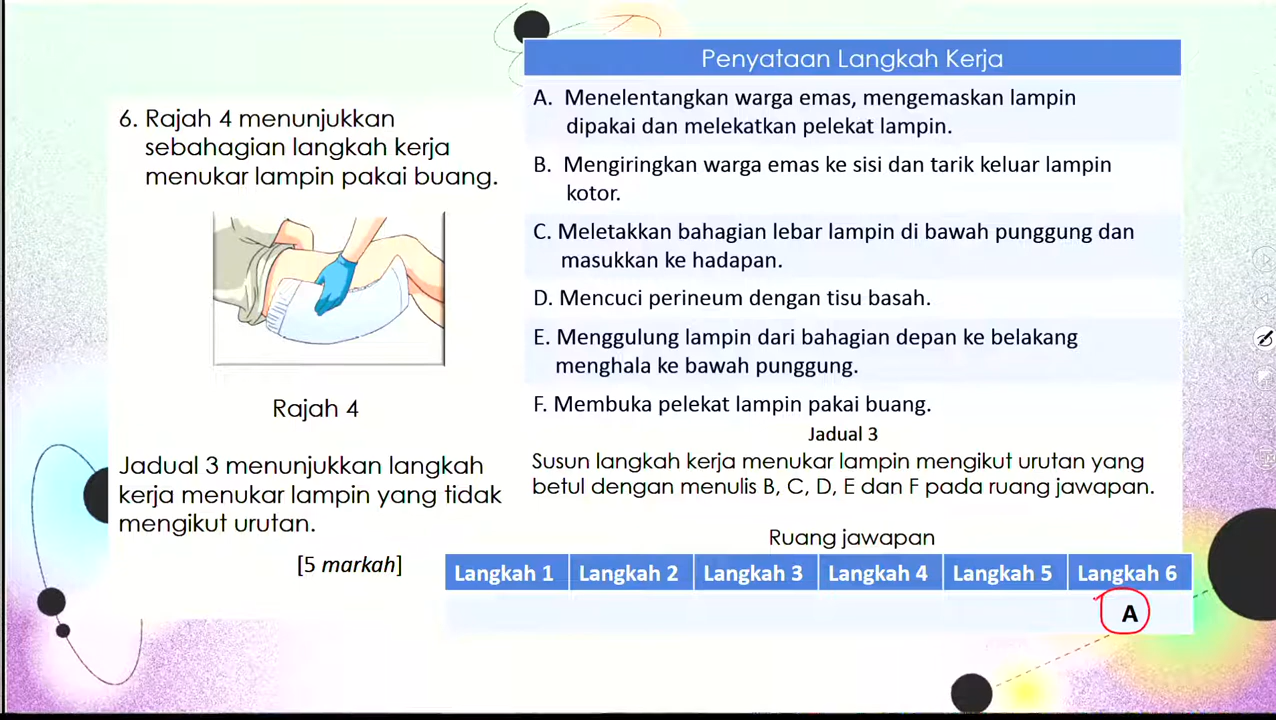 6. Rajah 4 menunjukkan
sebahagian langkah kerja
menukar lampin pakai buang.
Rajah 4
Jadual 3 menunjukkan langkah
kerja menukar lampin yang tidak
mengikut urutan.
[5 markah]
Penyataan Langkah Kerja
A. Menelentangkan warga emas, mengemaskan lampin
dipakai dan melekatkan pelekat lampin.
B. Mengiringkan warga emas ke sisi dan tarik keluar lampin
kotor.
C. Meletakkan bahagian lebar lampin di bawah punggung dan
masukkan ke hadapan.
D. Mencuci perineum dengan tisu basah.
E. Menggulung lampin dari bahagian depan ke belakang
menghala ke bawah punggung.
F. Membuka pelekat lampin pakai buang.
Jadual 3
Susun langkah kerja menukar lampin mengikut urutan yang
betul dengan menulis B, C, D, E dan F pada ruang jawapan.
Ruang jawapan
Langkah 1 Langkah 2 Langkah 3 Langkah 4 Langkah 5 Langkah 6
A